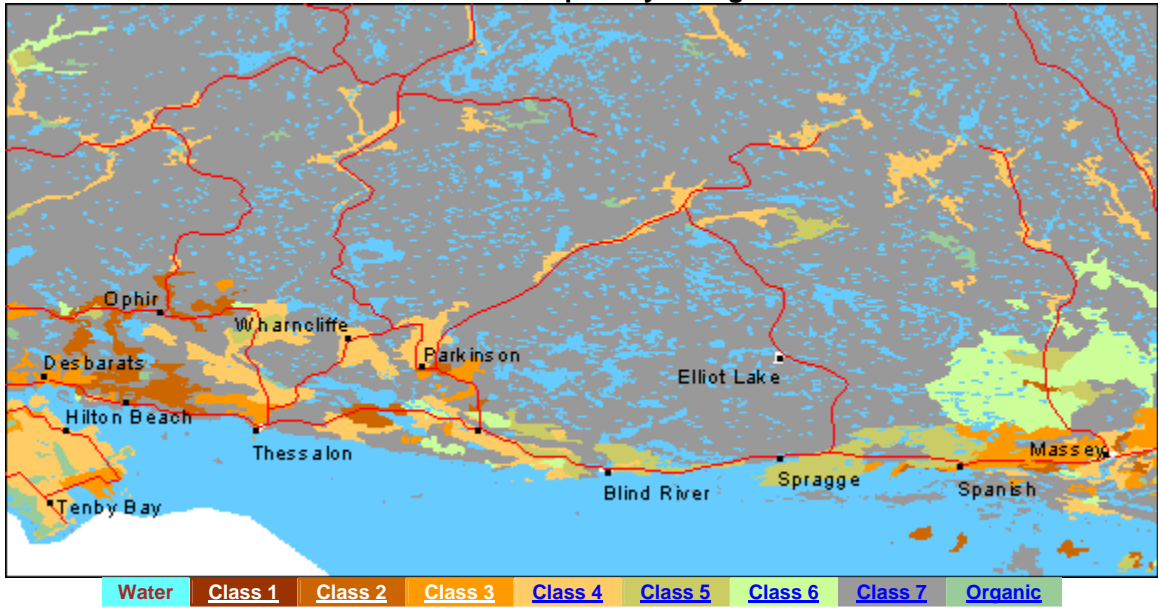 Ophir
Wharncliffe
Desbarats
Parkinson
Elliot Lake
Hilton Beach
Thessalon
Massey
Blind River
Spragge
Spanish
Tenby Bay
Water Class 1 Class 2 Class 3 Class 4 Class 5 Class 6 Class 7 Organic